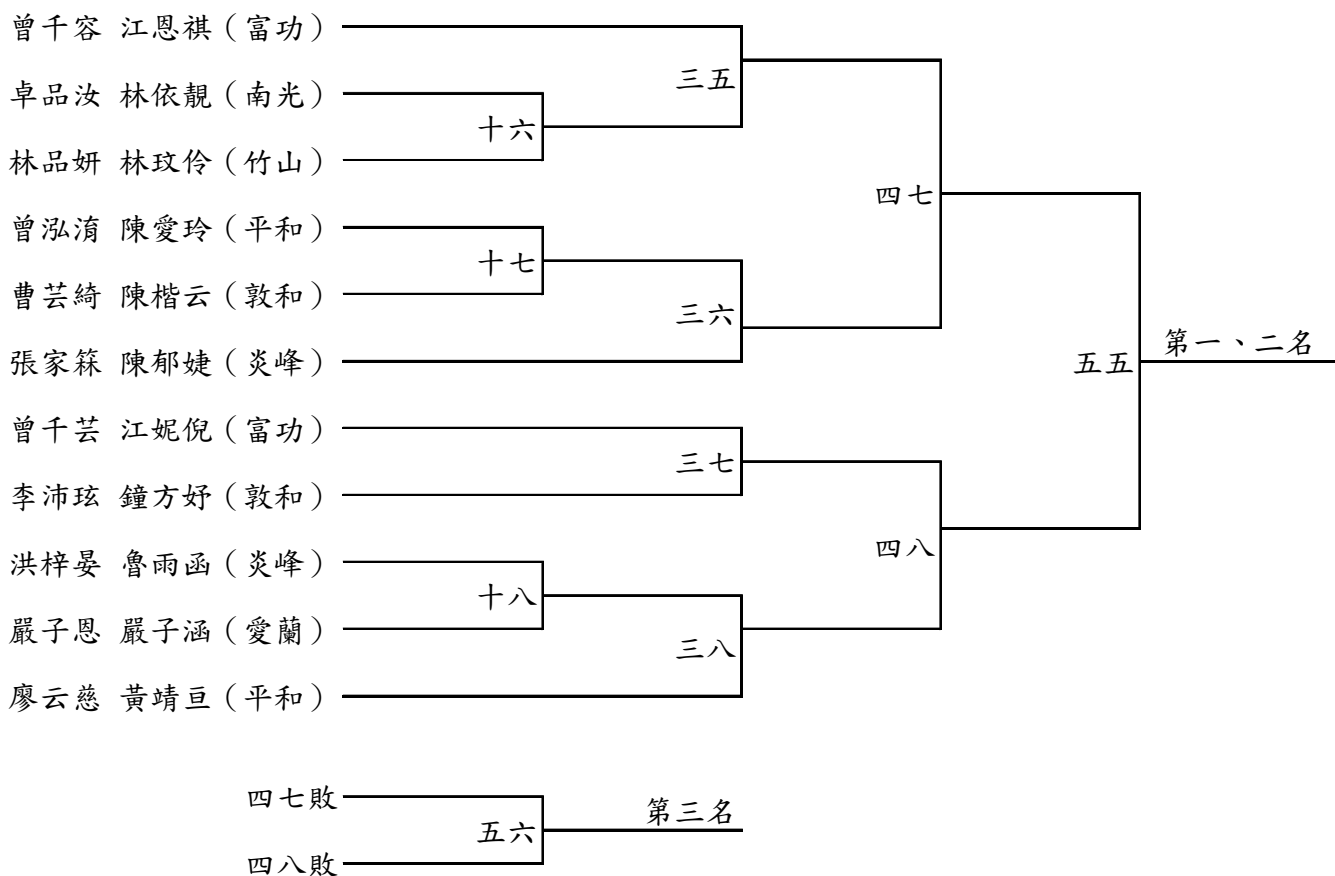 曾千容 江恩祺（富功）
三五
卓品汝 林依靚（南光）
十六
林品妍 林玟伶（竹山）
四七
曾泓淯 陳愛玲（平和）
十七
曹芸綺 陳楷云（敦和）
三六
張家箖 陳郁婕（炎峰）
五五
第一、二名
曾千芸 江妮倪（富功）
三七
李沛玹 鐘方妤（敦和）
四八
洪梓晏 魯雨函（炎峰）
十八
嚴子恩 嚴子涵（愛蘭）
三八
廖云慈 黃靖亘（平和）
四七敗
五六
第三名
四八敗